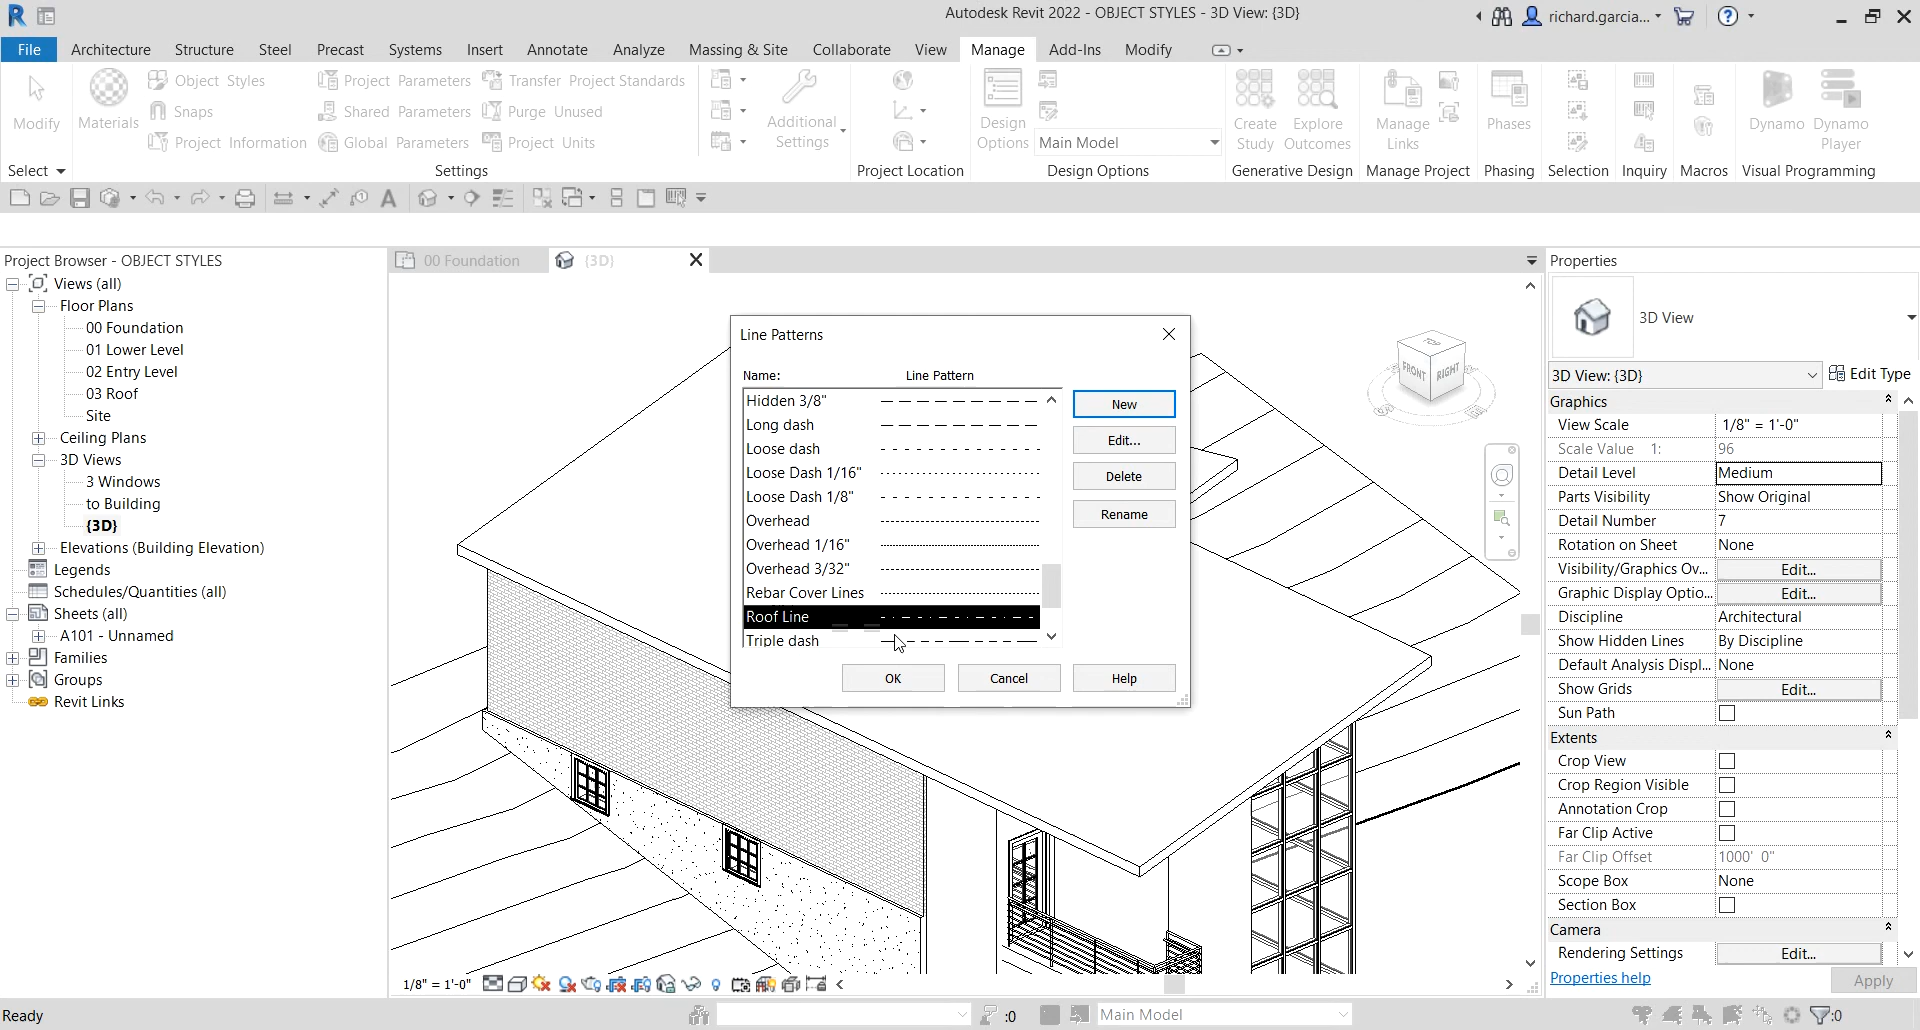 Autodesk Revit 2022 - OBJECT STYLES - 3D View: {3D}
richard.garcia...
File Architecture Structure Steel Precast Systems Insert Annotate Analyze Massing & Site Collaborate View Manage Add-Ins Modify
Modify
Select
Materials
Object Styles
Snaps
Project Information
Project Parameters
Shared Parameters
Global Parameters
Transfer Project Standards
Purge Unused
Project Units
Settings
Additional Settings
Project Location
Design Options
Main Model
Design Options
Create Study
Explore Outcomes
Generative Design
Manage Links
Manage Project
Phases
Phasing
Selection
Inquiry
Macros
Dynamo
Dynamo Player
Visual Programming
Project Browser - OBJECT STYLES
Views (all)
Floor Plans
00 Foundation
01 Lower Level
02 Entry Level
03 Roof
Site
Ceiling Plans
3D Views
3 Windows
to Building
{3D}
Elevations (Building Elevation)
Legends
Schedules/Quantities (all)
Sheets (all)
A101 - Unnamed
Families
Groups
Revit Links
00 Foundation
{3D}
Line Patterns
Name: Line Pattern
Hidden 3/8"
Long dash
Loose dash
Loose Dash 1/16"
Loose Dash 1/8"
Overhead
Overhead 1/16"
Overhead 3/32"
Rebar Cover Lines
Roof Line
Triple dash
New
Edit...
Delete
Rename
OK Cancel Help
TOP
FRONT
RIGHT
Properties
3D View
3D View: {3D} Edit Type
Graphics
View Scale 1/8" = 1'-0"
Scale Value 1: 96
Detail Level Medium
Parts Visibility Show Original
Detail Number 7
Rotation on Sheet None
Visibility/Graphics Ov... Edit...
Graphic Display Optio... Edit...
Discipline Architectural
Show Hidden Lines By Discipline
Default Analysis Displ... None
Show Grids Edit...
Sun Path
Extents
Crop View
Crop Region Visible
Annotation Crop
Far Clip Active
Far Clip Offset 1000' 0"
Scope Box None
Section Box
Camera
Rendering Settings Edit...
Properties help Apply
1/8" = 1'-0"
Ready
:0
Main Model
:0